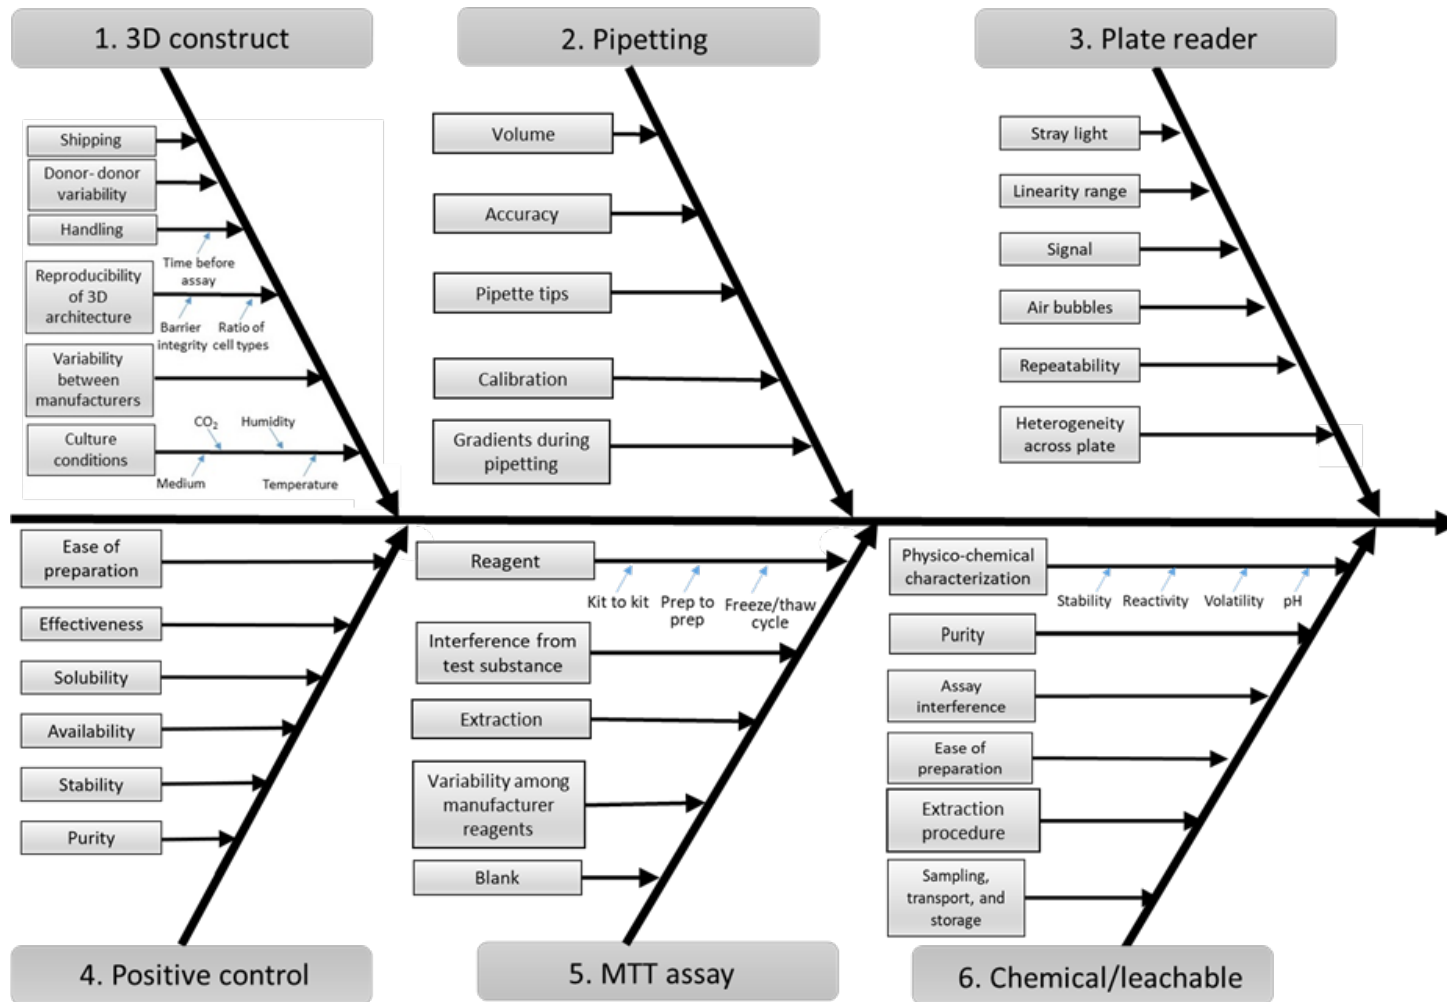 1. 3D construct
Shipping
Donor- donor
variability
Handling
Time before
assay
Reproducibility
of 3D
architecture
Barrier
integrity
Ratio of
cell types
Variability
between
manufacturers
Culture
conditions
CO₂
Humidity
Medium
Temperature
2. Pipetting
Volume
Accuracy
Pipette tips
Calibration
Gradients during
pipetting
3. Plate reader
Stray light
Linearity range
Signal
Air bubbles
Repeatability
Heterogeneity
across plate
Ease of
preparation
Effectiveness
Solubility
Availability
Stability
Purity
4. Positive control
Reagent
Kit to kit
Prep to
prep
Freeze/thaw
cycle
Interference from
test substance
Extraction
Variability among
manufacturer
reagents
Blank
5. MTT assay
Physico-chemical
characterization
Stability
Reactivity
Volatility
pH
Purity
Assay
interference
Ease of
preparation
Extraction
procedure
Sampling,
transport, and
storage
6. Chemical/leachable